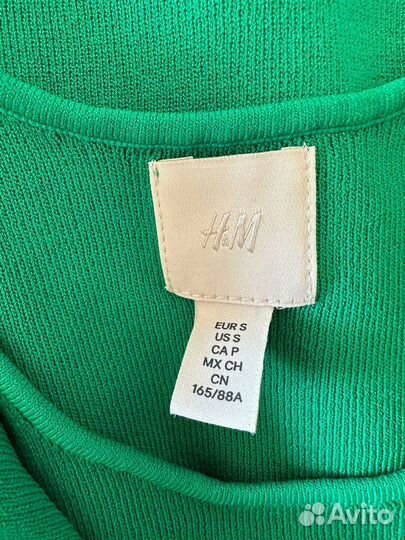 H&M
EUR S
US S
CA P
MX CH
CN
165/88A
Avito